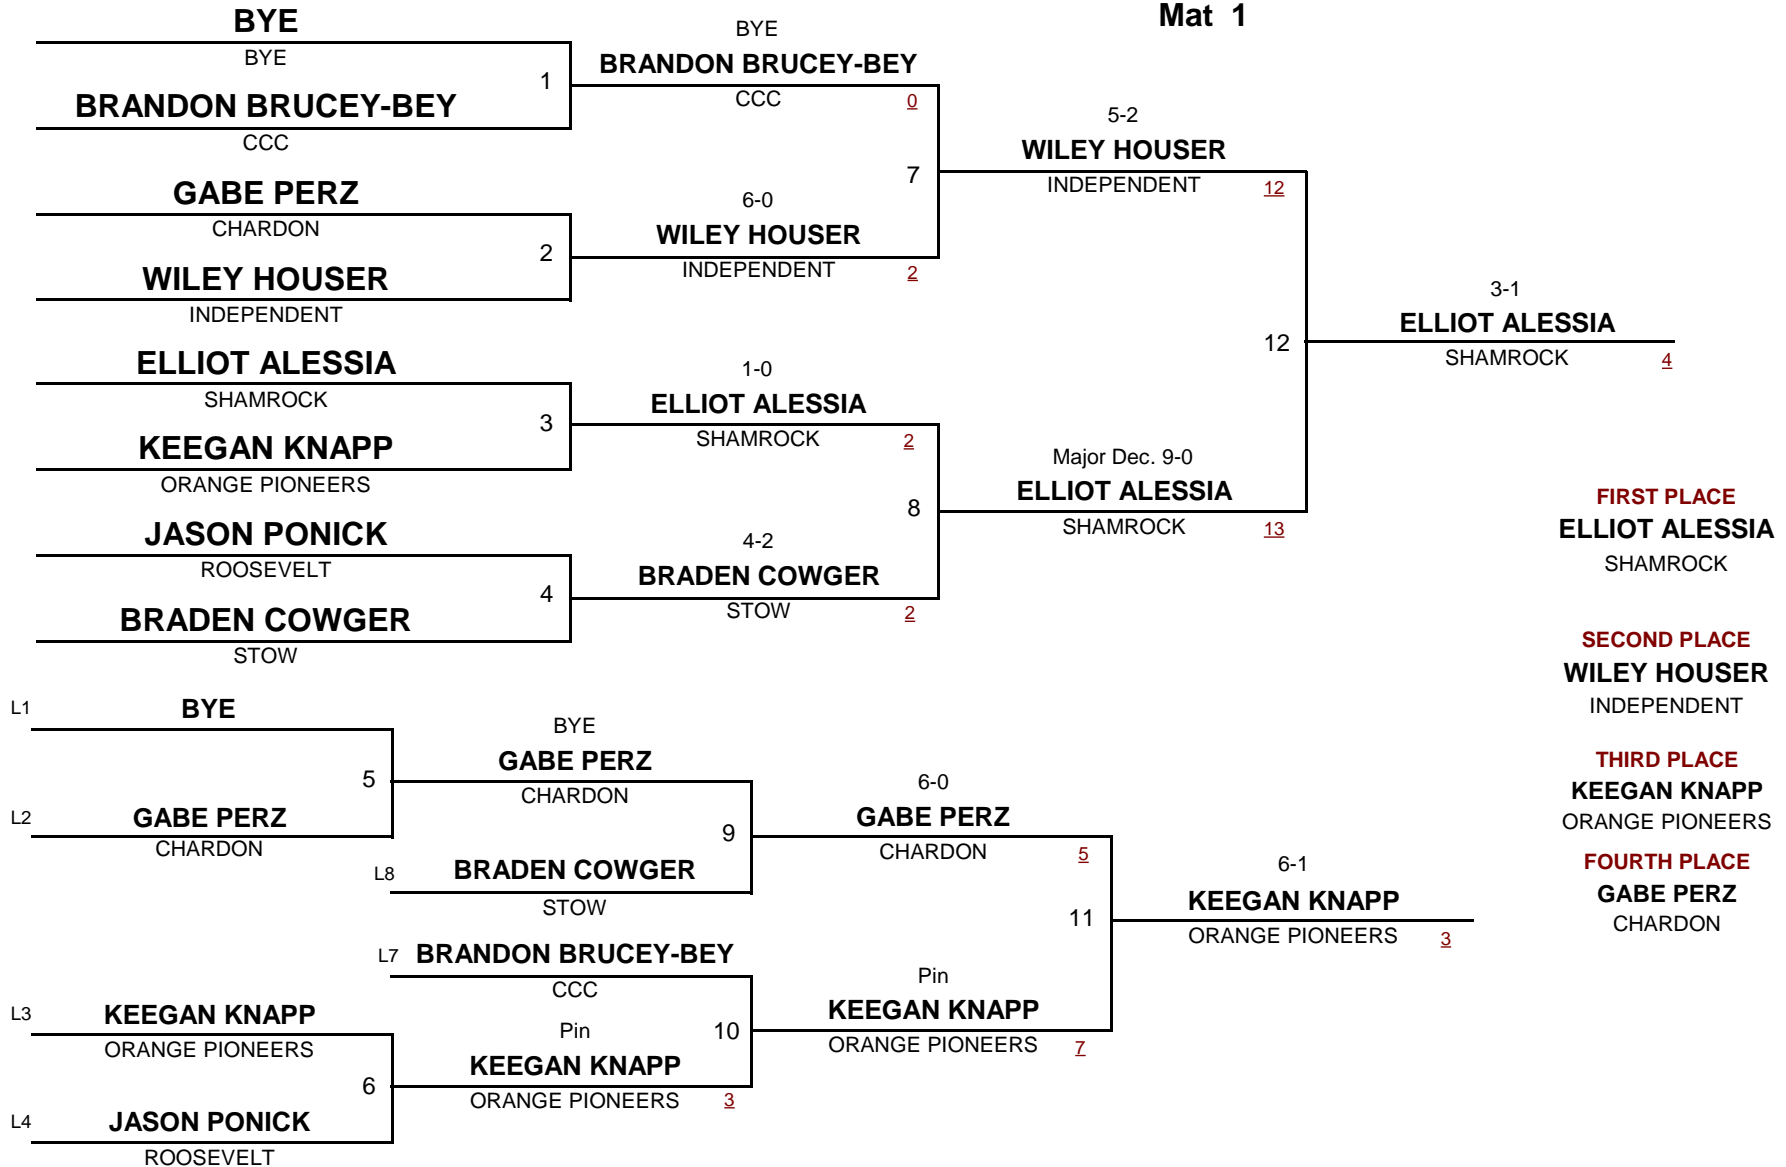 Mat 1
BYE
BYE
1
BRANDON BRUCEY-BEY
CCC
GABE PERZ
CHARDON
2
WILEY HOUSER
INDEPENDENT
ELLIOT ALESSIA
SHAMROCK
3
KEEGAN KNAPP
ORANGE PIONEERS
JASON PONICK
ROOSEVELT
4
BRADEN COWGER
STOW
BYE
BRANDON BRUCEY-BEY
CCC 0
7
6-0
WILEY HOUSER
INDEPENDENT 2
1-0
ELLIOT ALESSIA
SHAMROCK 2
8
4-2
BRADEN COWGER
STOW 2
5-2
WILEY HOUSER
INDEPENDENT 12
12
Major Dec. 9-0
ELLIOT ALESSIA
SHAMROCK 13
3-1
ELLIOT ALESSIA
SHAMROCK 4
FIRST PLACE
ELLIOT ALESSIA
SHAMROCK
SECOND PLACE
WILEY HOUSER
INDEPENDENT
THIRD PLACE
KEEGAN KNAPP
ORANGE PIONEERS
FOURTH PLACE
GABE PERZ
CHARDON
L1 BYE
5
L2 GABE PERZ
CHARDON
L3 KEEGAN KNAPP
ORANGE PIONEERS
6
L4 JASON PONICK
ROOSEVELT
BYE
GABE PERZ
CHARDON
9
L8 BRADEN COWGER
STOW
L7 BRANDON BRUCEY-BEY
CCC
10
Pin
KEEGAN KNAPP
ORANGE PIONEERS 3
6-0
GABE PERZ
CHARDON 5
11
Pin
KEEGAN KNAPP
ORANGE PIONEERS 7
6-1
KEEGAN KNAPP
ORANGE PIONEERS 3